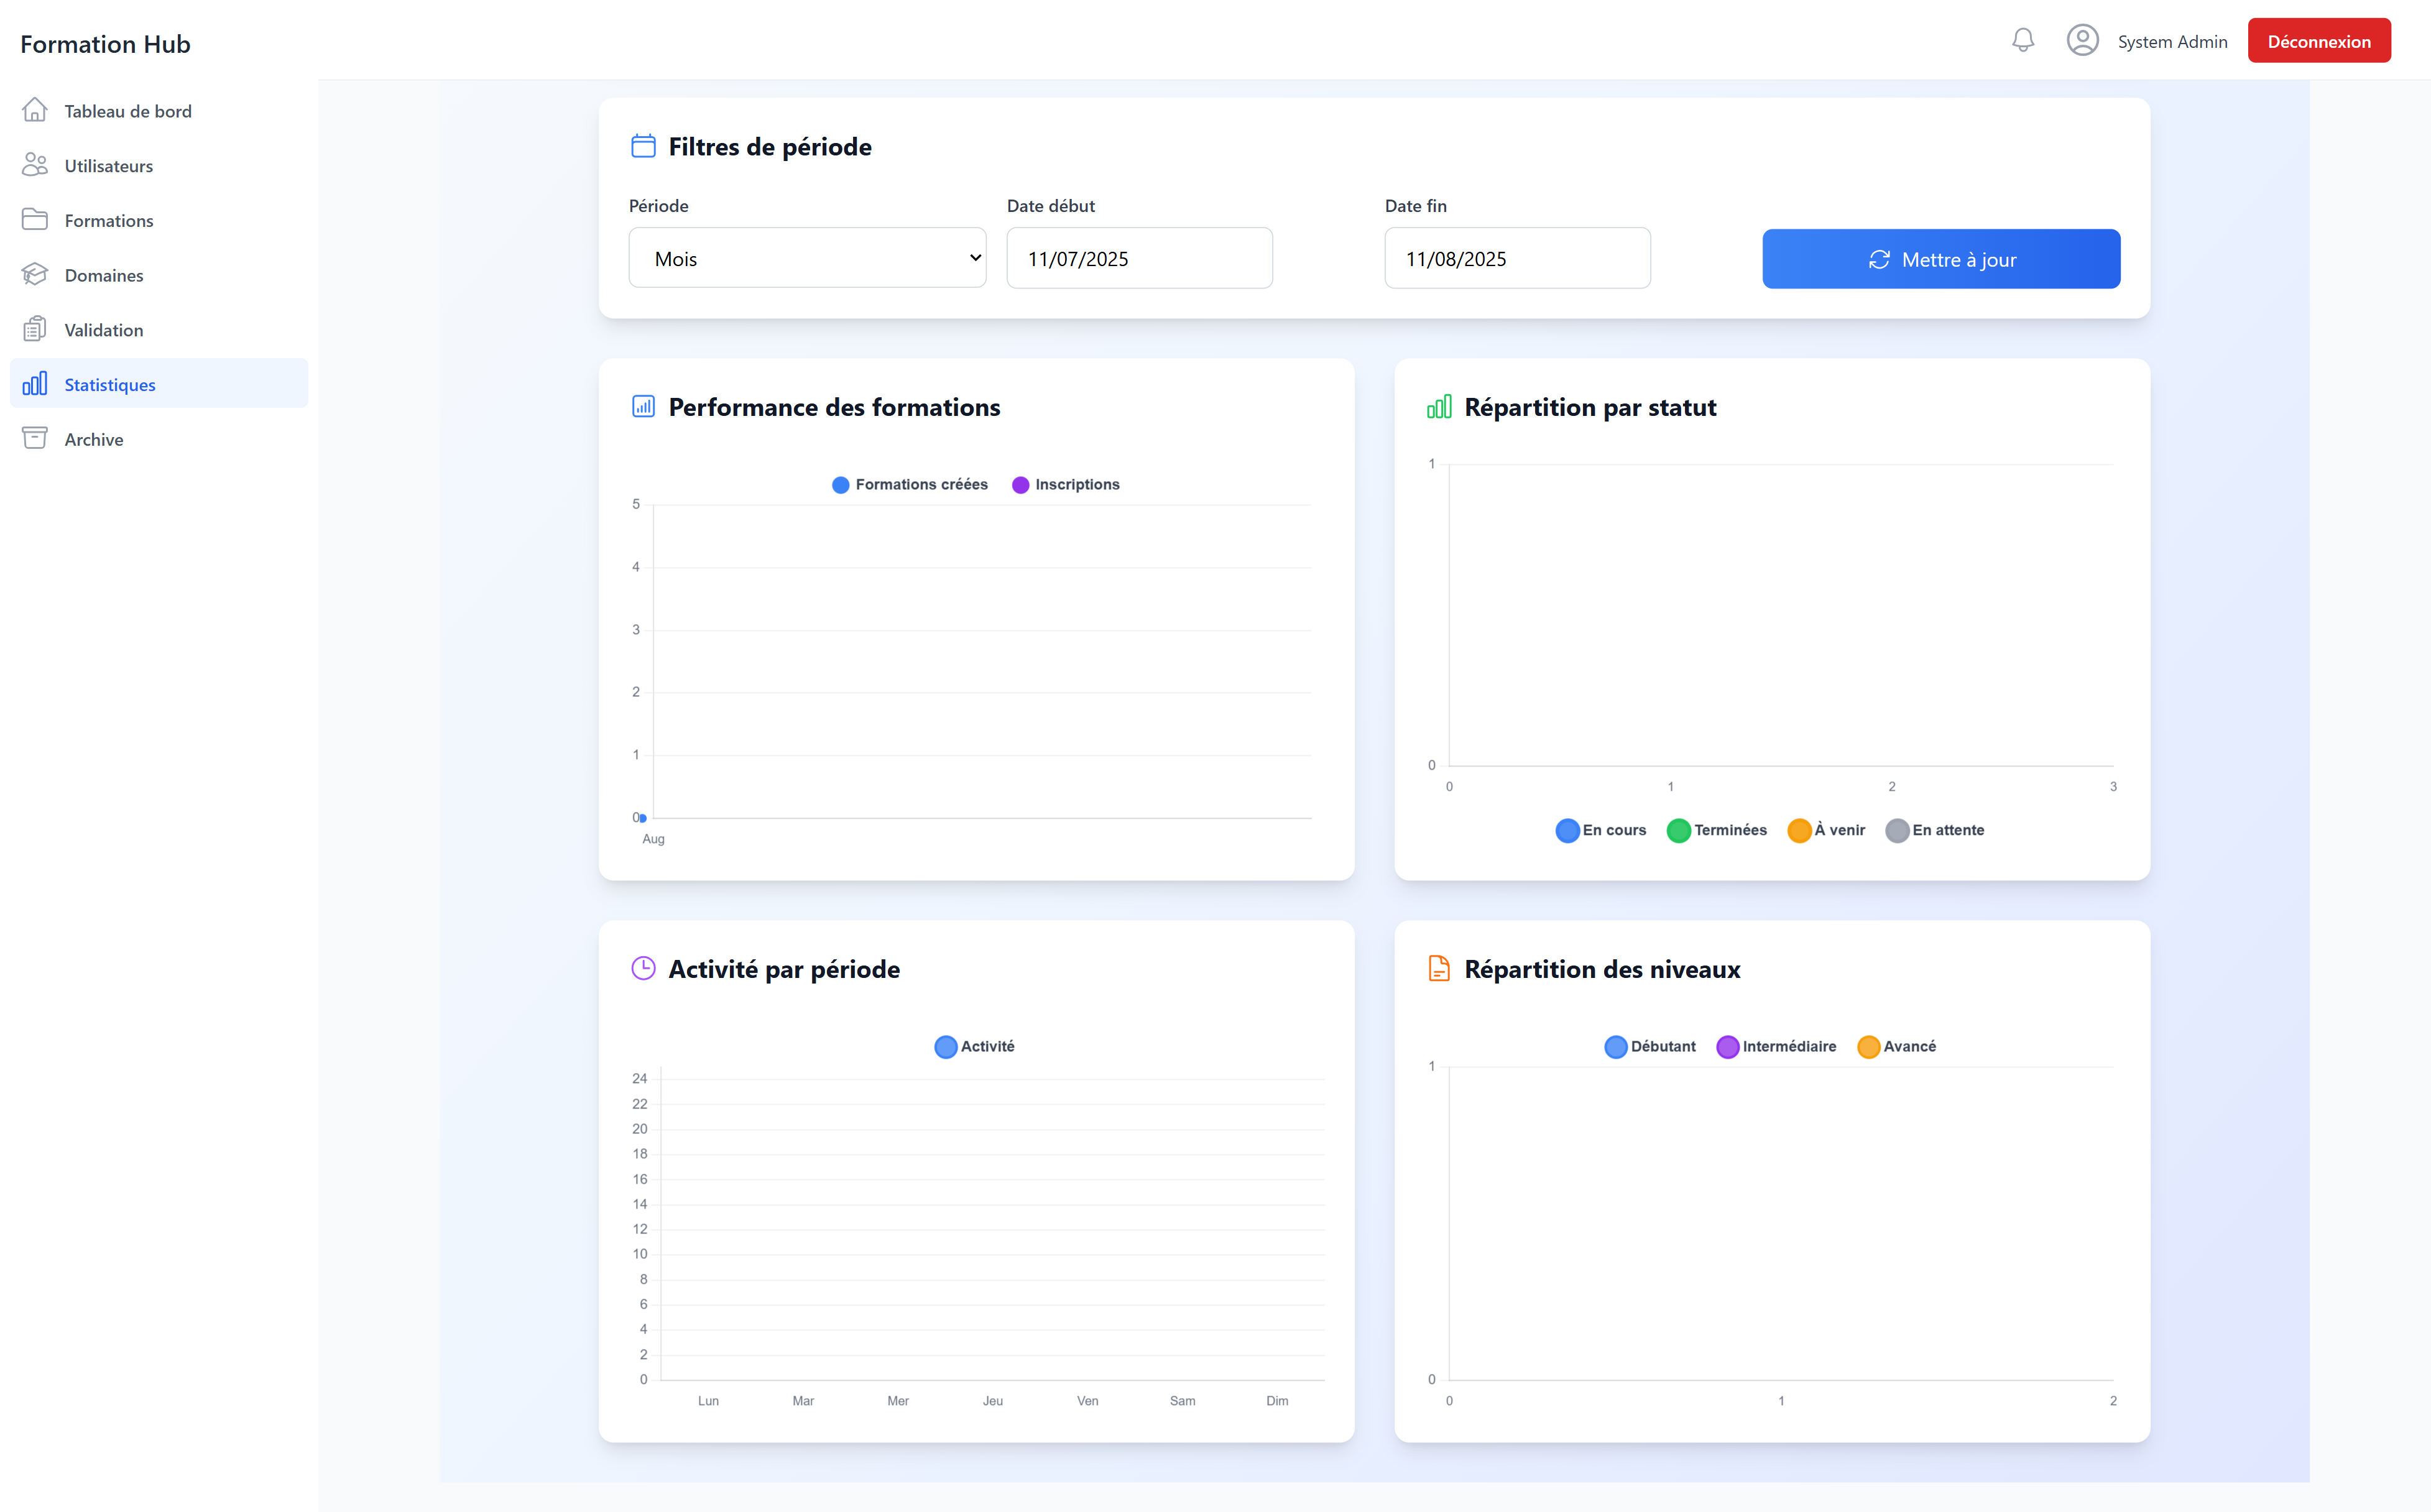 Formation Hub
System Admin
Déconnexion
Tableau de bord
Utilisateurs
Formations
Domaines
Validation
Statistiques
Archive
Filtres de période
Période
Date début
Date fin
Mois
11/07/2025
11/08/2025
Mettre à jour
Performance des formations
Formations créées
Inscriptions
5
4
3
2
1
0
Aug
Répartition par statut
1
0
0 1 2 3
En cours
Terminées
À venir
En attente
Activité par période
Activité
24
22
20
18
16
14
12
10
8
6
4
2
0
Lun Mar Mer Jeu Ven Sam Dim
Répartition des niveaux
Débutant
Intermédiaire
Avancé
1
0
0 1 2